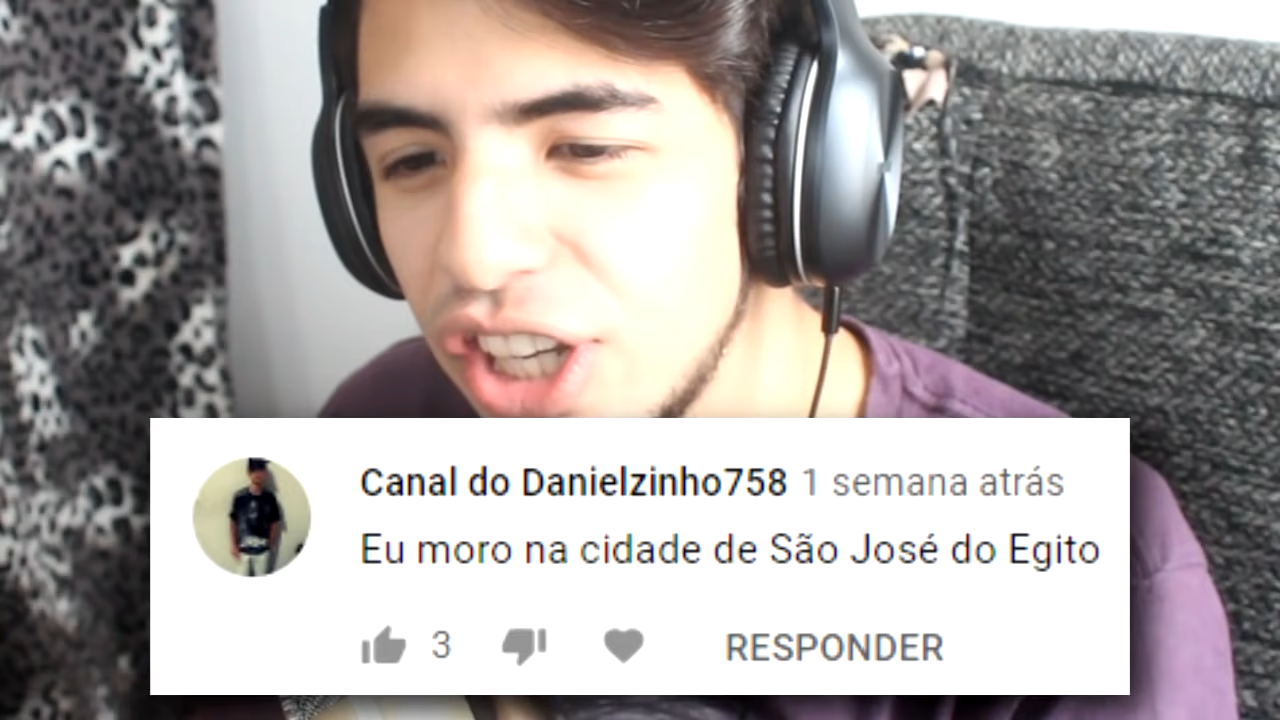 Canal do Danielzinho758 1 semana atrás
Eu moro na cidade de São José do Egito
3 RESPONDER